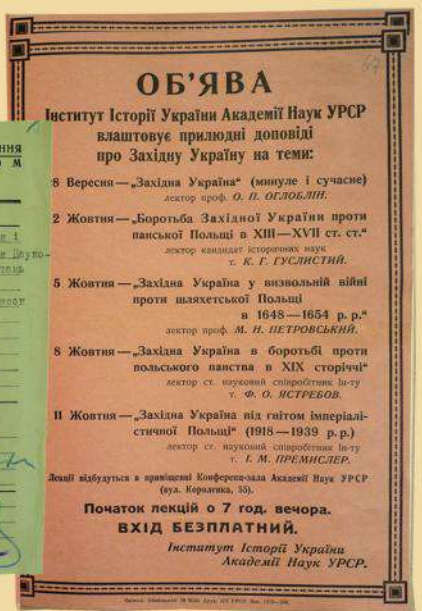 67
ОБ'ЯВА
Інститут Історії України Академії Наук УРСР
влаштовує прилюдні доповіді
про Західну Україну на теми:
8 Вересня — „Західна Україна“ (минуле і сучасне)
лектор проф. О. П. ОГЛОБЛІН.
2 Жовтня — „Боротьба Західної України проти
панської Польщі в XIII—XVII ст. ст.“
лектор кандидат історичних наук
т. К. Г. ГУСЛИСТИЙ.
5 Жовтня — „Західна Україна у визвольній війні
проти шляхетської Польщі
в 1648—1654 р. р.“
лектор проф. М. Н. ПЕТРОВСЬКИЙ.
8 Жовтня — „Західна Україна в боротьбі проти
польського панства в XIX сторіччі“
лектор ст. науковий співробітник ін-ту
т. Ф. О. ЯСТРЕБОВ.
11 Жовтня — „Західна Україна під гнітом імперіалі-
стичної Польщі“ (1918—1939 р. р.)
лектор ст. науковий співробітник ін-ту
т. І. М. ПРЕМИСЛЕР.
Лекції відбудуться в приміщенні Конференц-зала Академії Наук УРСР
(вул. Короленка, 55).
Початок лекцій о 7 год. вечора.
ВХІД БЕЗПЛАТНИЙ.
Інститут Історії України
Академії Наук УРСР.
ння
М